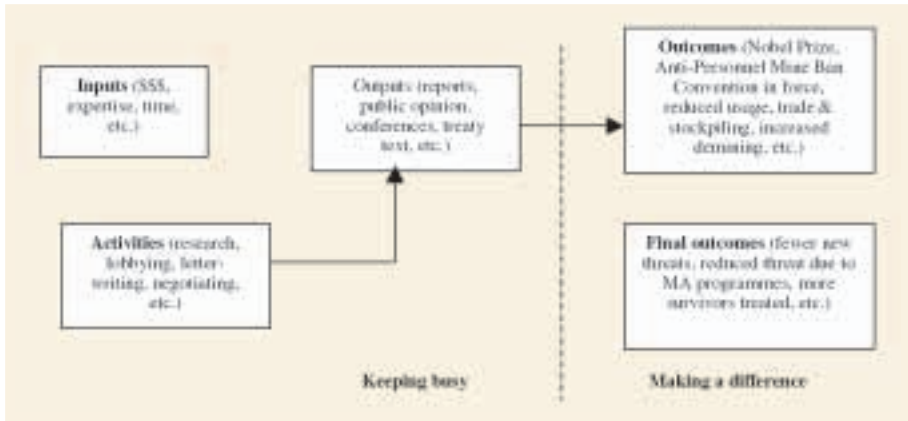 Inputs ($$$,
expertise, time,
etc.)
Outputs (reports,
public opinion,
conferences, treaty
text, etc.)
Outcomes (Nobel Prize,
Anti-Personnel Mine Ban
Convention in force,
reduced usage, trade &
stockpiling, increased
demining, etc.)
Activities (research,
lobbying, letter-
writing, negotiating,
etc.)
Final outcomes (fewer new
threats, reduced threat due to
MA programmes, more
survivors treated, etc.)
Keeping busy
Making a difference